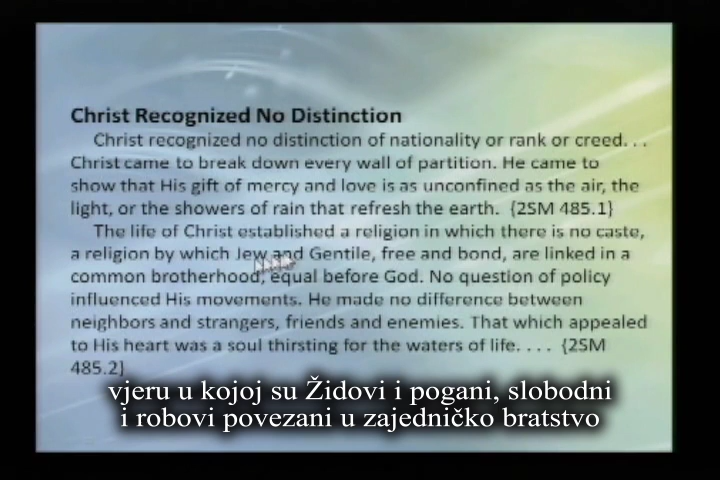 Christ Recognized No Distinction
Christ recognized no distinction of nationality or rank or creed. . .
Christ came to break down every wall of partition. He came to
show that His gift of mercy and love is as unconfined as the air, the
light, or the showers of rain that refresh the earth. {2SM 485.1}
The life of Christ established a religion in which there is no caste,
a religion by which Jew and Gentile, free and bond, are linked in a
common brotherhood, equal before God. No question of policy
influenced His movements. He made no difference between
neighbors and strangers, friends and enemies. That which appealed
to His heart was a soul thirsting for the waters of life. . . . {2SM
485.2}
vjeru u kojoj su Židovi i pogani, slobodni
i robovi povezani u zajedničko bratstvo